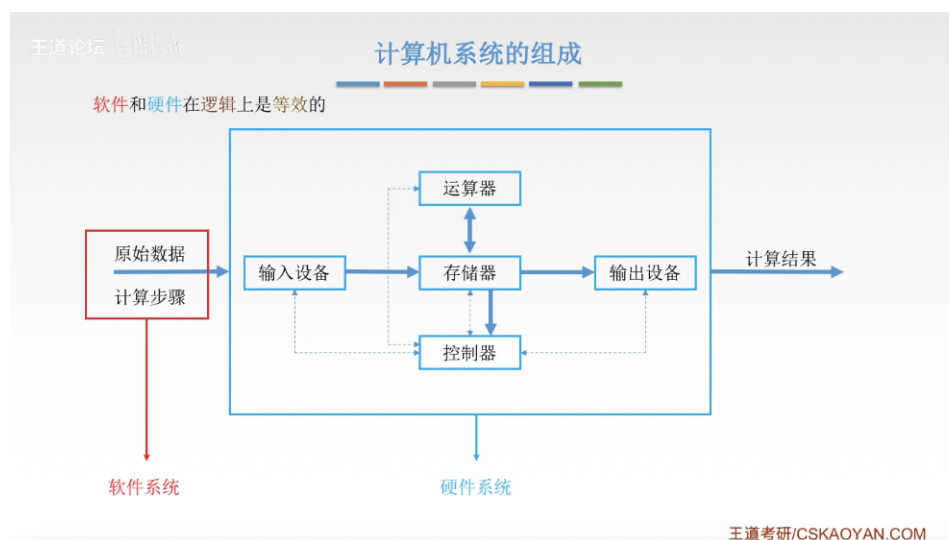 王道论坛
计算机系统的组成
软件和硬件在逻辑上是等效的
运算器
原始数据
计算步骤
输入设备
存储器
输出设备
计算结果
控制器
软件系统
硬件系统
王道考研/CSKAOYAN.COM